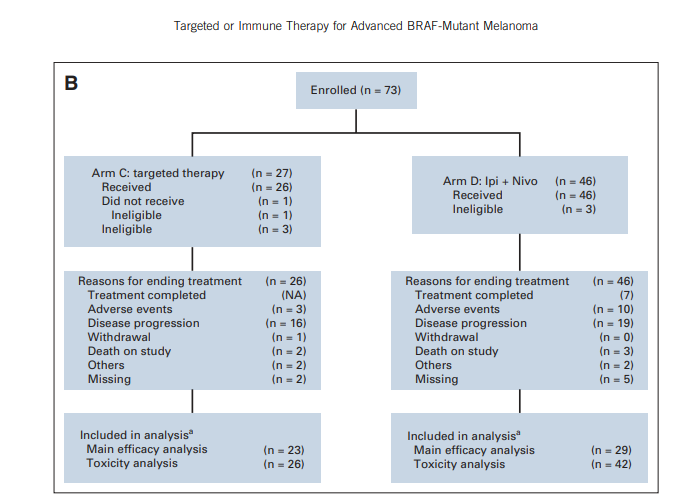 Targeted or Immune Therapy for Advanced BRAF-Mutant Melanoma
B
Enrolled (n = 73)
Arm C: targeted therapy (n = 27)
Received (n = 26)
Did not receive (n = 1)
Ineligible (n = 1)
Ineligible (n = 3)
Arm D: Ipi + Nivo (n = 46)
Received (n = 46)
Ineligible (n = 3)
Reasons for ending treatment (n = 26)
Treatment completed (NA)
Adverse events (n = 3)
Disease progression (n = 16)
Withdrawal (n = 1)
Death on study (n = 2)
Others (n = 2)
Missing (n = 2)
Reasons for ending treatment (n = 46)
Treatment completed (7)
Adverse events (n = 10)
Disease progression (n = 19)
Withdrawal (n = 0)
Death on study (n = 3)
Others (n = 2)
Missing (n = 5)
Included in analysisᵃ
Main efficacy analysis (n = 23)
Toxicity analysis (n = 26)
Included in analysisᵃ
Main efficacy analysis (n = 29)
Toxicity analysis (n = 42)